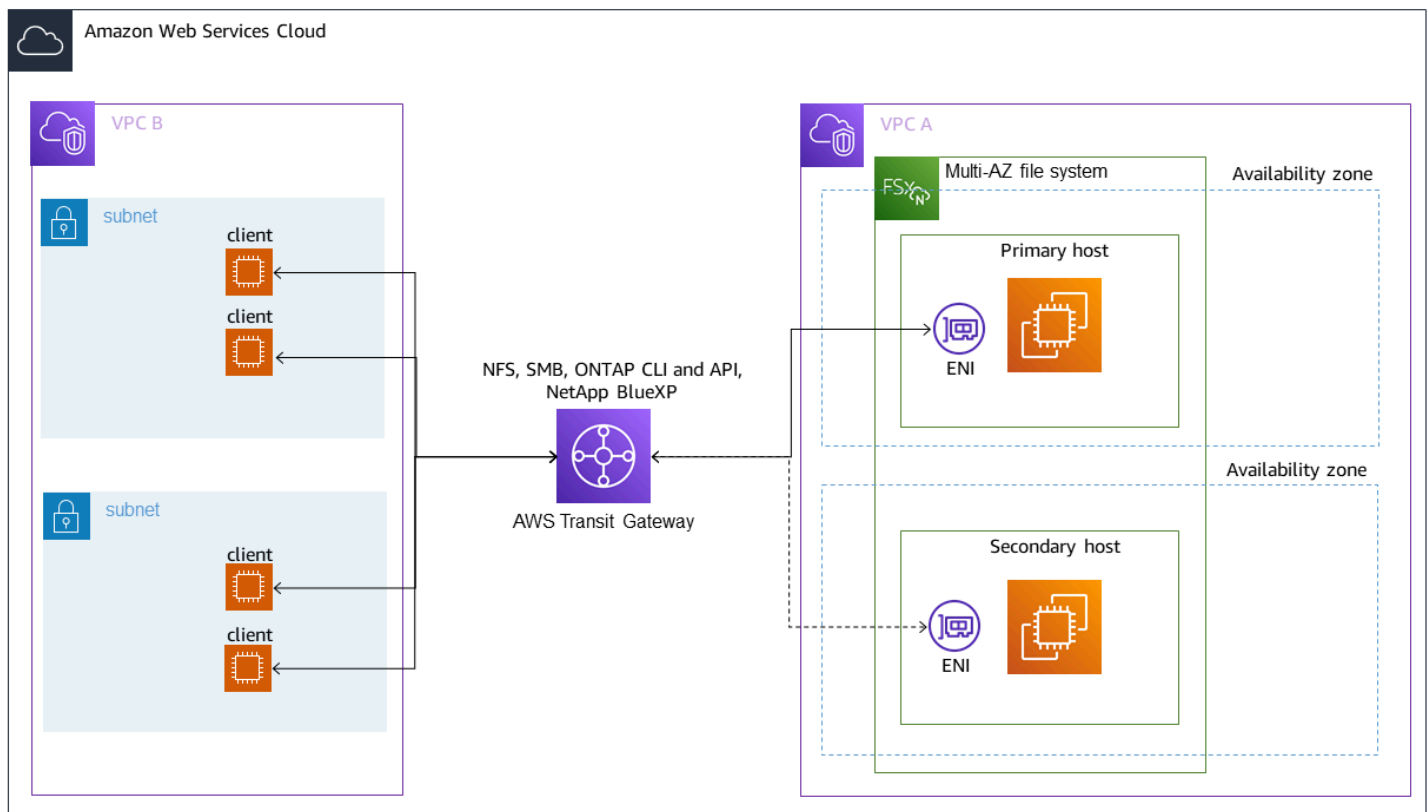 Amazon Web Services Cloud
VPC B
subnet
client
client
subnet
client
client
NFS, SMB, ONTAP CLI and API,
NetApp BlueXP
AWS Transit Gateway
VPC A
FSx
N
Multi-AZ file system
Availability zone
Primary host
ENI
Availability zone
Secondary host
ENI